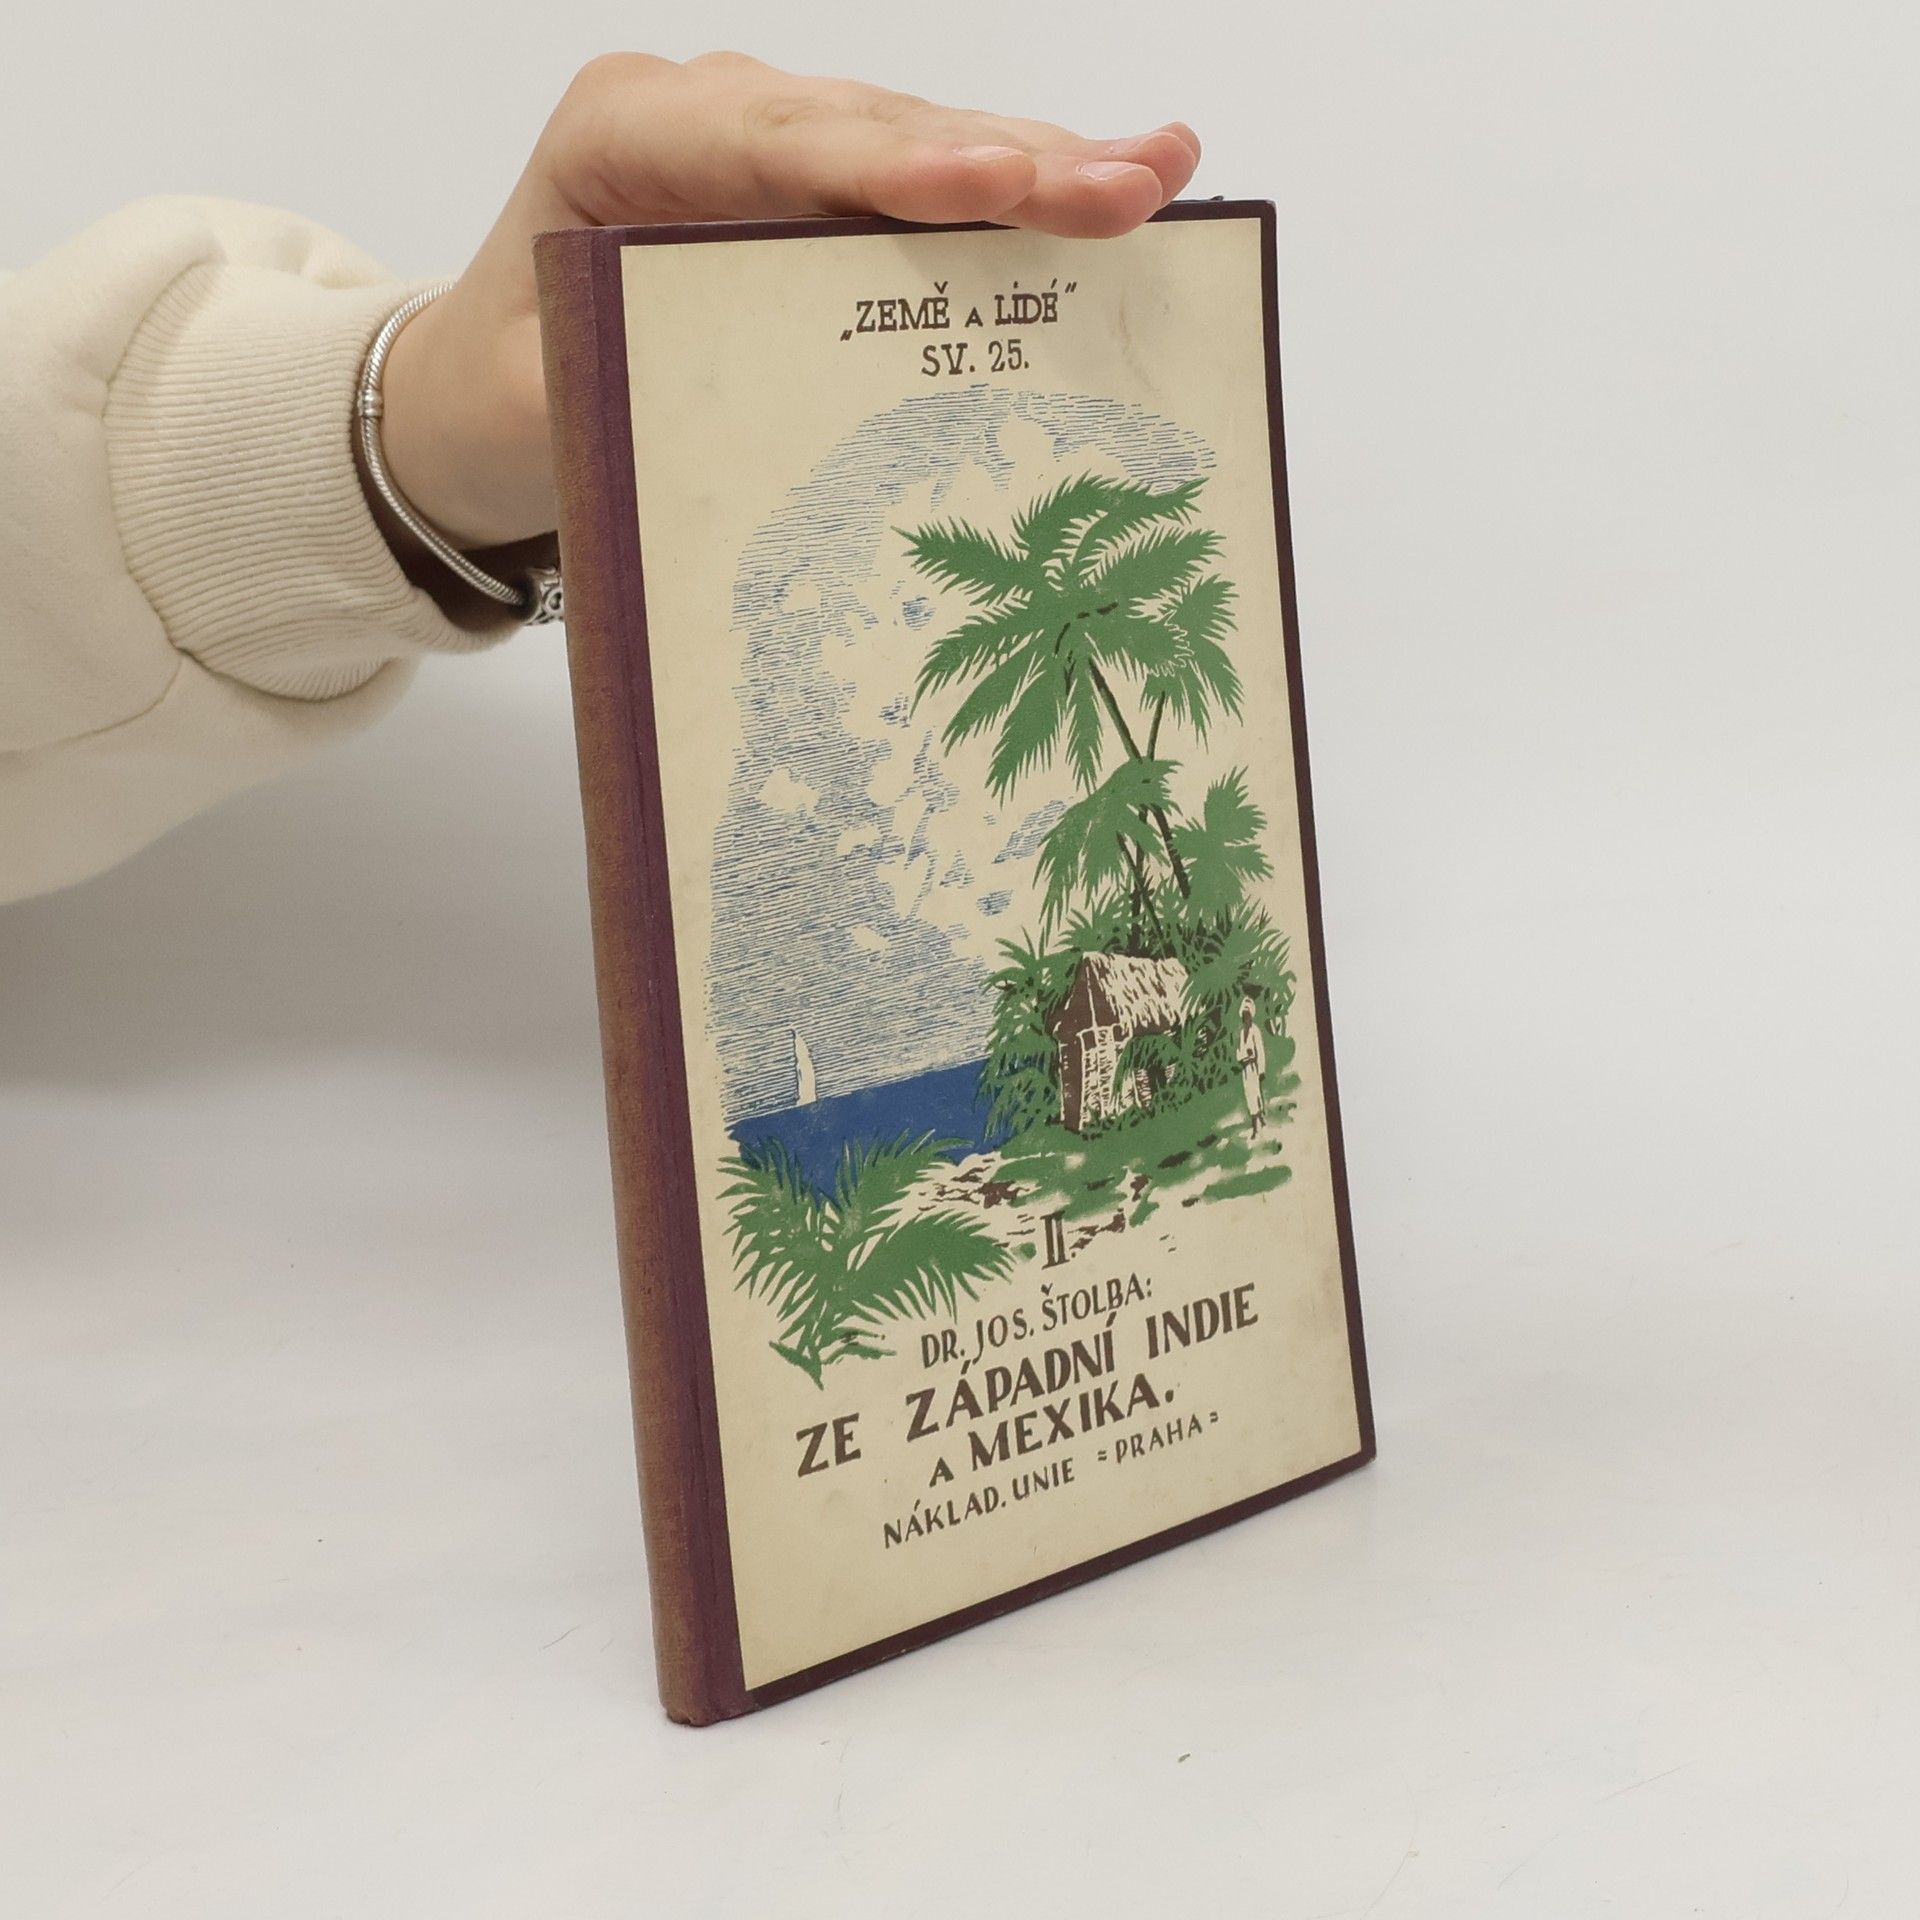 „ZEMĚ A LIDÉ"
SV. 25.
II.
DR. JOS. ŠTOLBA:
ZE ZÁPADNÍ INDIE
A MEXIKA.
NÁKLAD. UNIE = PRAHA =